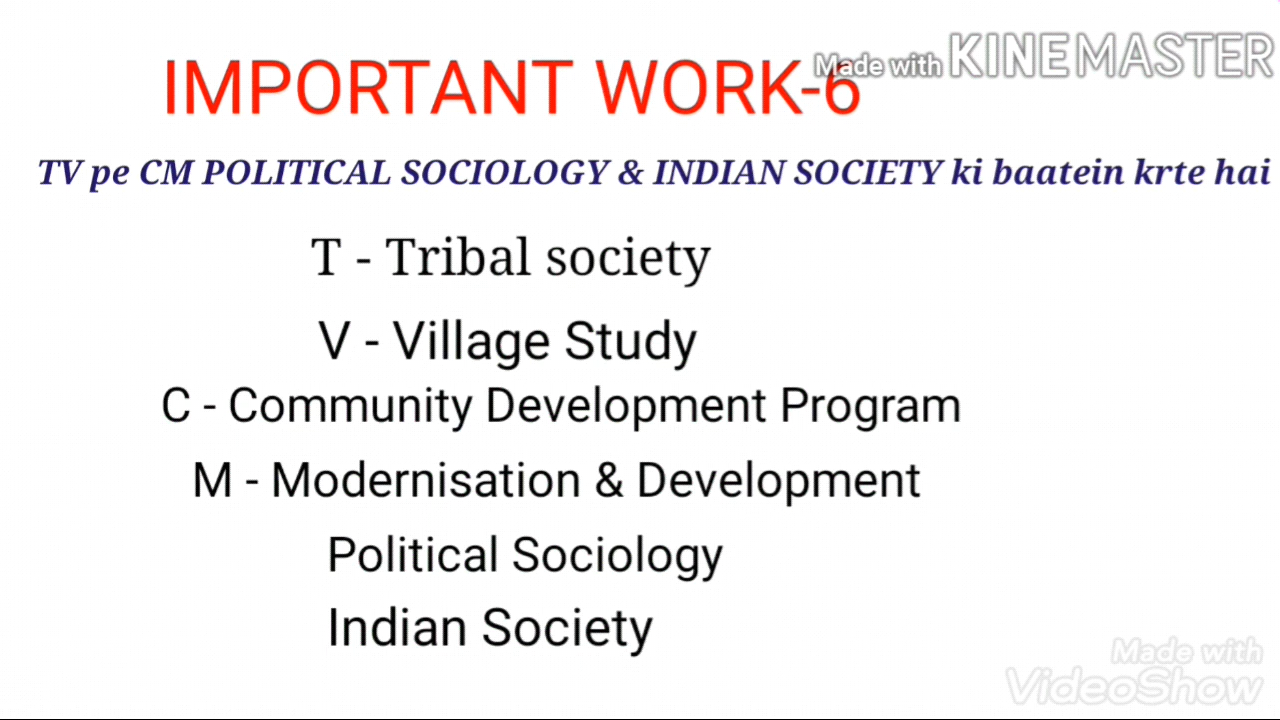 Made with KINEMASTER
IMPORTANT WORK-6
TV pe CM POLITICAL SOCIOLOGY & INDIAN SOCIETY ki baatein krte hai
T - Tribal society
V - Village Study
C - Community Development Program
M - Modernisation & Development
Political Sociology
Indian Society
Made with
VideoShow